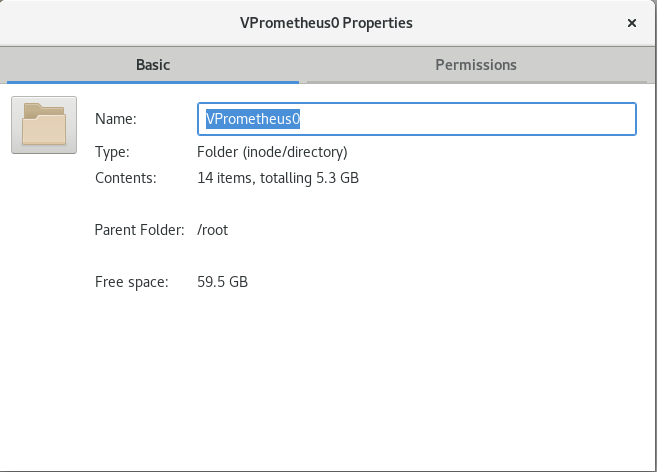 VPrometheus0 Properties
Basic Permissions
Name: VPrometheus0
Type: Folder (inode/directory)
Contents: 14 items, totalling 5.3 GB
Parent Folder: /root
Free space: 59.5 GB